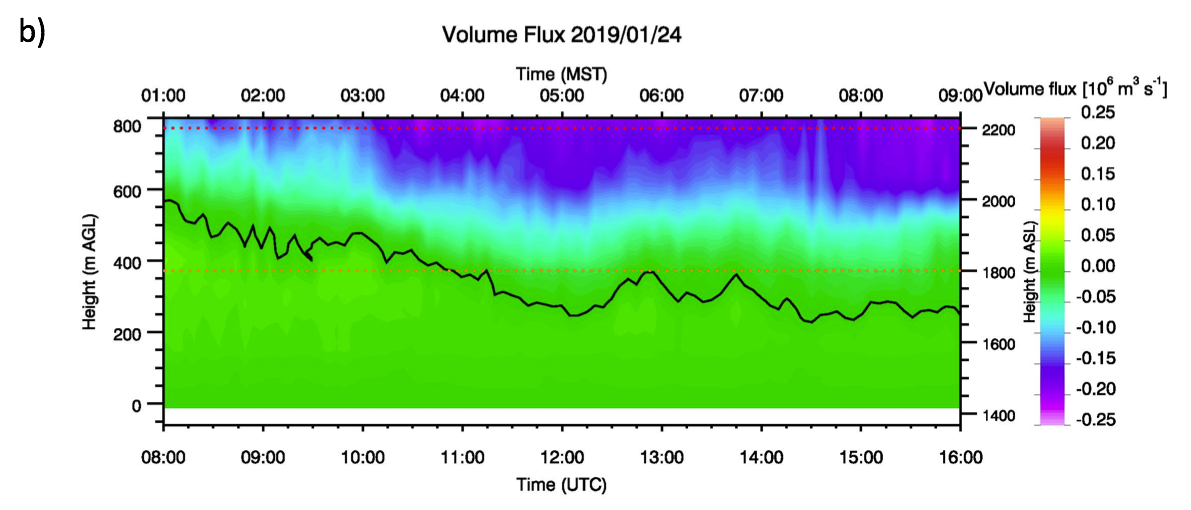 b)
Volume Flux 2019/01/24
Time (MST)
01:00 02:00 03:00 04:00 05:00 06:00 07:00 08:00 09:00
Volume flux [10⁶ m³ s⁻¹]
800
600
400
200
0
Height (m AGL)
2200
2000
1800
1600
1400
Height (m ASL)
0.25
0.20
0.15
0.10
0.05
0.00
-0.05
-0.10
-0.15
-0.20
-0.25
08:00 09:00 10:00 11:00 12:00 13:00 14:00 15:00 16:00
Time (UTC)